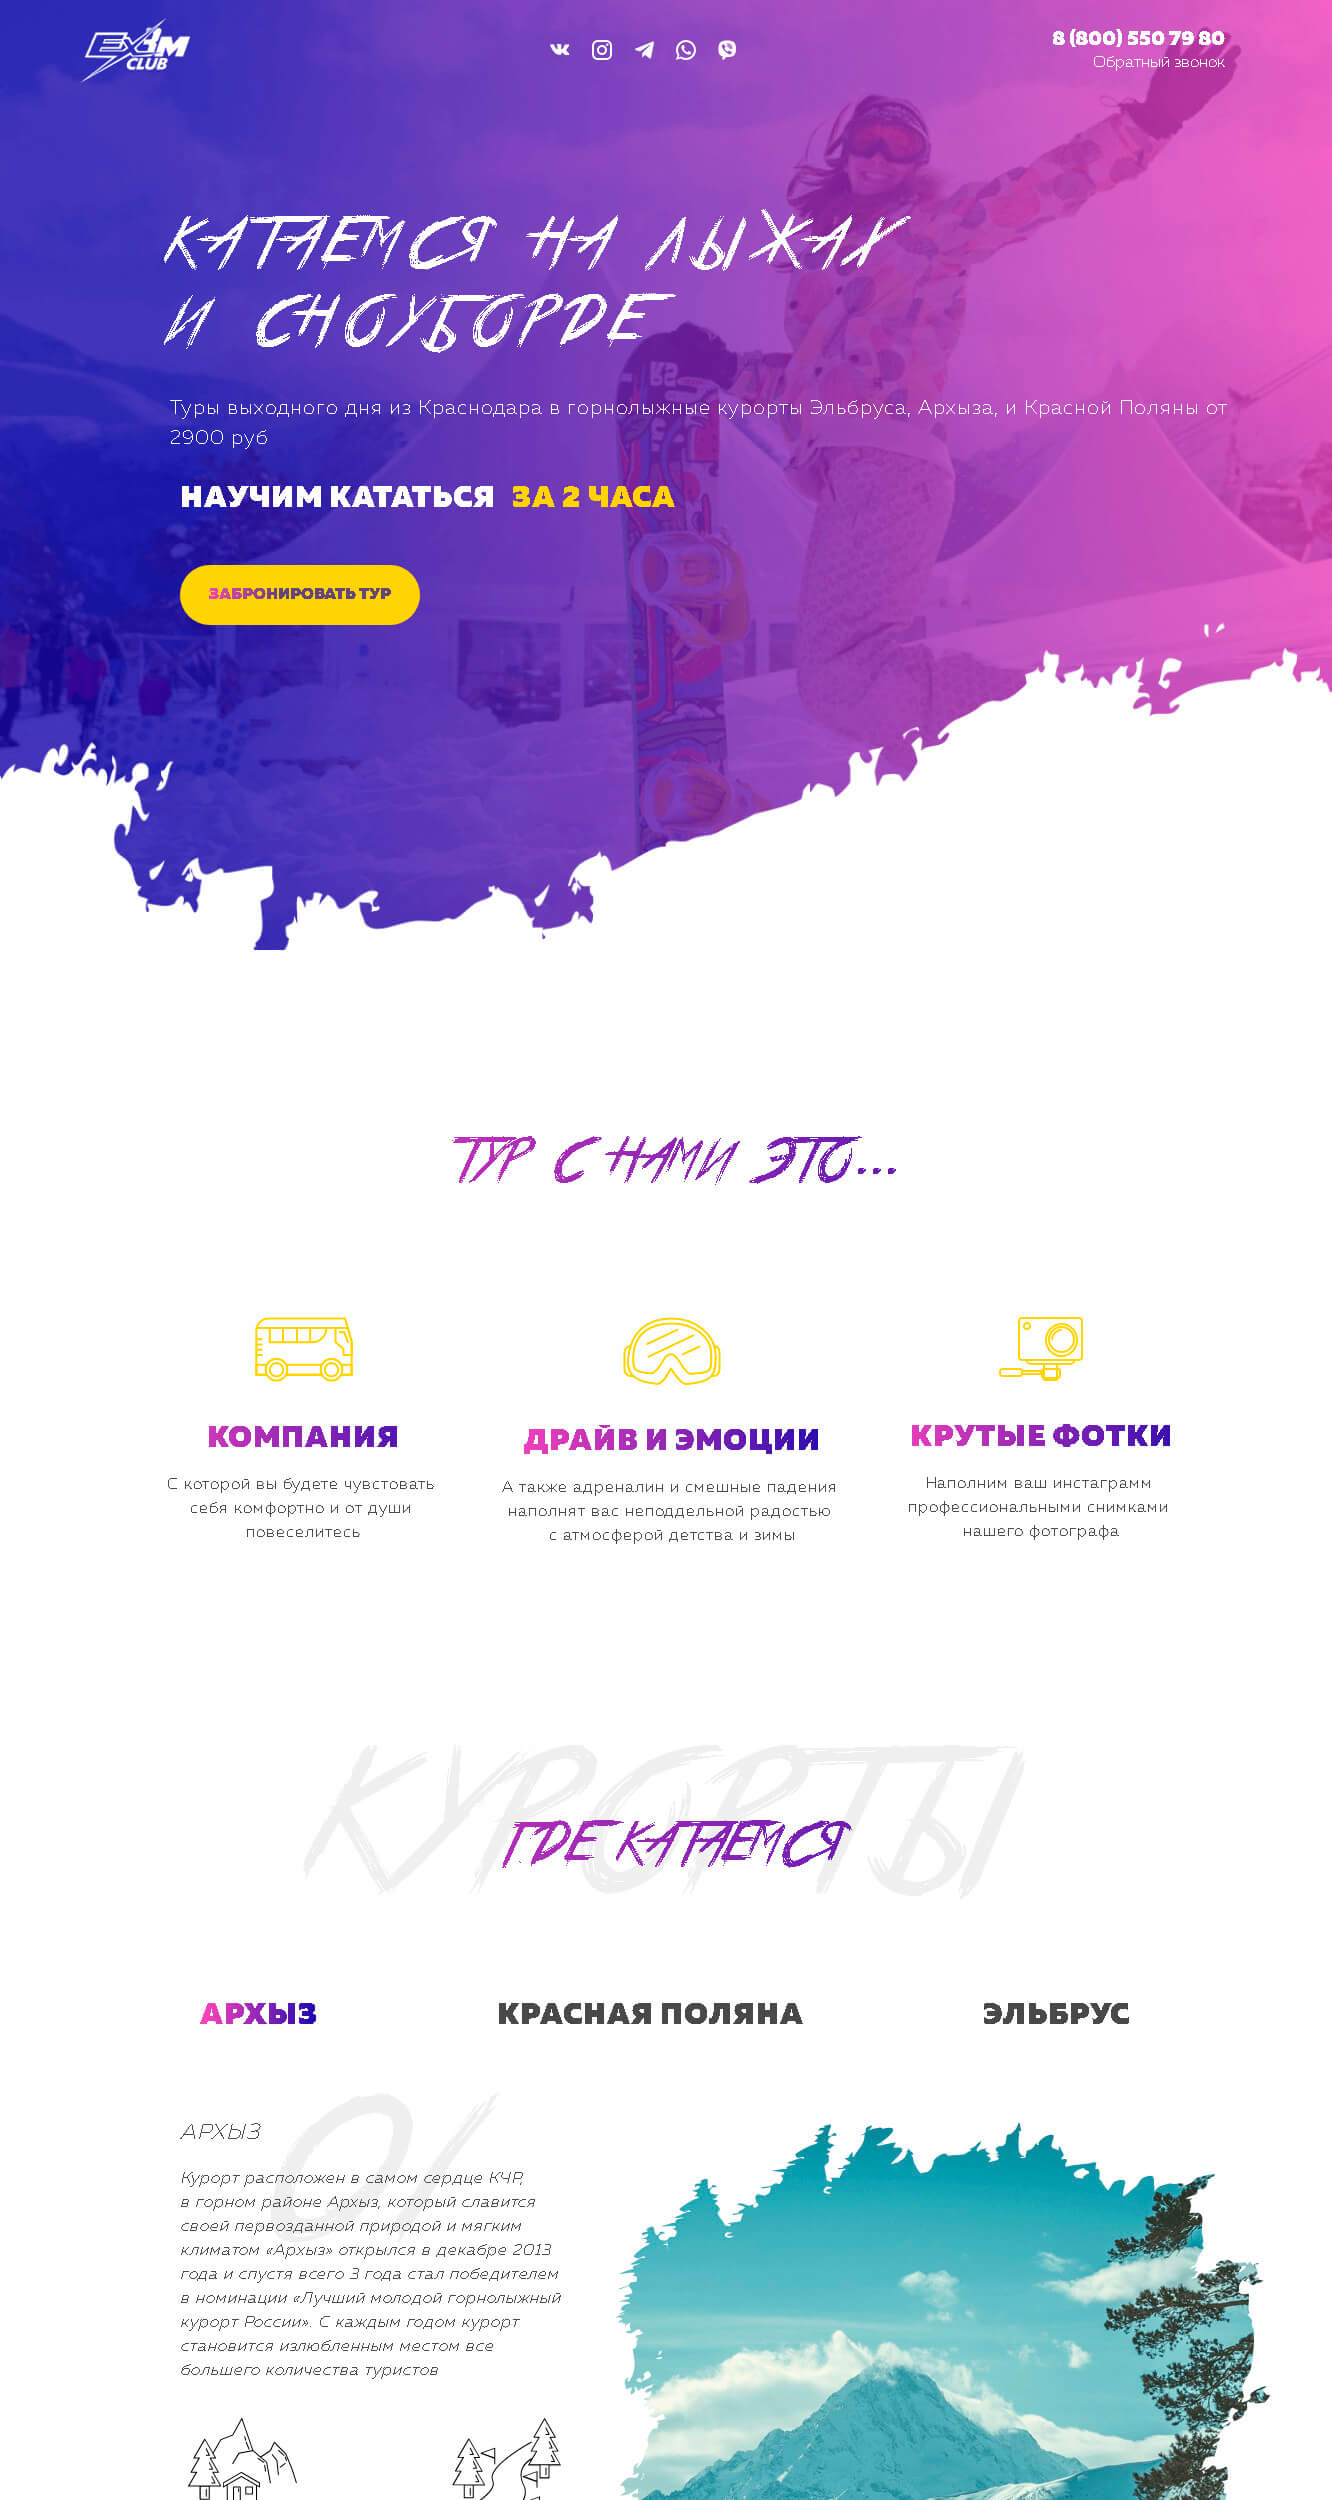 EXЗM
CLUB
8 (800) 550 79 80
Обратный звонок
КАТАЕМСЯ НА ЛЫЖАХ
И СНОУБОРДЕ
Туры выходного дня из Краснодара в горнолыжные курорты Эльбруса, Архыза, и Красной Поляны от
2900 руб
НАУЧИМ КАТАТЬСЯ ЗА 2 ЧАСА
ЗАБРОНИРОВАТЬ ТУР
ТУР С НАМИ ЭТО...
КОМПАНИЯ
С которой вы будете чувстовать
себя комфортно и от души
повеселитесь
ДРАЙВ И ЭМОЦИИ
А также адреналин и смешные падения
наполнят вас неподдельной радостью
с атмосферой детства и зимы
КРУТЫЕ ФОТКИ
Наполним ваш инстаграмм
профессиональными снимками
нашего фотографа
КУРОРТЫ
ГДЕ КАТАЕМСЯ
АРХЫЗ
КРАСНАЯ ПОЛЯНА
ЭЛЬБРУС
01
АРХЫЗ
Курорт расположен в самом сердце КЧР,
в горном районе Архыз, который славится
своей первозданной природой и мягким
климатом «Архыз» открылся в декабре 2013
года и спустя всего 3 года стал победителем
в номинации «Лучший молодой горнолыжный
курорт России». С каждым годом курорт
становится излюбленным местом все
большего количества туристов